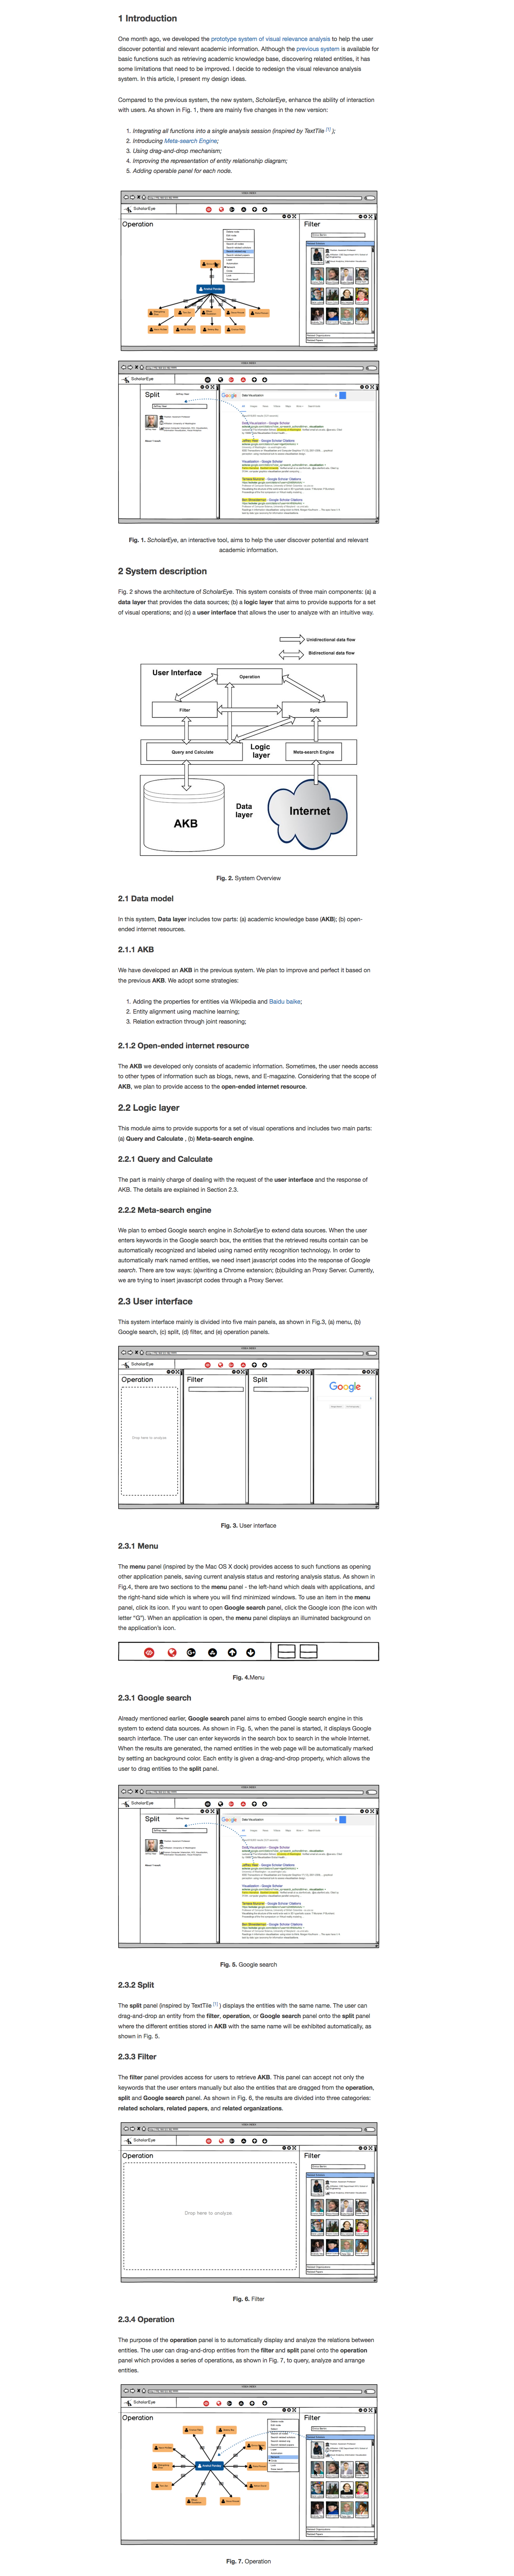 1 Introduction
One month ago, we developed the prototype system of visual relevance analysis to help the user
discover potential and relevant academic information. Although the previous system is available for
basic functions such as retrieving academic knowledge base, discovering related entities, it has
some limitations that need to be improved. I decide to redesign the visual relevance analysis
system. In this article, I present my design ideas.
Compared to the previous system, the new system, ScholarEye, enhance the ability of interaction
with users. As shown in Fig. 1, there are mainly five changes in the new version:
1. Integrating all functions into a single analysis session (inspired by TextTile [1] );
2. Introducing Meta-search Engine;
3. Using drag-and-drop mechanism;
4. Improving the representation of entity relationship diagram;
5. Adding operable panel for each node.
ScholarEye
Operation
Filter
ScholarEye
Split
Google
Fig. 1. ScholarEye, an interactive tool, aims to help the user discover potential and relevant
academic information.
2 System description
Fig. 2 shows the architecture of ScholarEye. This system consists of three main components: (a) a
data layer that provides the data sources; (b) a logic layer that aims to provide supports for a set
of visual operations; and (c) a user interface that allows the user to analyze with an intuitive way.
Unidirectional data flow
Bidirectional data flow
User Interface
Operation
Filter
Split
Query and Calculate
Logic
layer
Meta-search Engine
AKB
Data
layer
Internet
Fig. 2. System Overview
2.1 Data model
In this system, Data layer includes tow parts: (a) academic knowledge base (AKB); (b) open-
ended internet resources.
2.1.1 AKB
We have developed an AKB in the previous system. We plan to improve and perfect it based on
the previous AKB. We adopt some strategies:
1. Adding the properties for entities via Wikipedia and Baidu baike;
2. Entity alignment using machine learning;
3. Relation extraction through joint reasoning;
2.1.2 Open-ended internet resource
The AKB we developed only consists of academic information. Sometimes, the user needs access
to other types of information such as blogs, news, and E-magazine. Considering that the scope of
AKB, we plan to provide access to the open-ended internet resource.
2.2 Logic layer
This module aims to provide supports for a set of visual operations and includes two main parts:
(a) Query and Calculate , (b) Meta-search engine.
2.2.1 Query and Calculate
The part is mainly charge of dealing with the request of the user interface and the response of
AKB. The details are explained in Section 2.3.
2.2.2 Meta-search engine
We plan to embed Google search engine in ScholarEye to extend data sources. When the user
enters keywords in the Google search box, the entities that the retrieved results contain can be
automatically recognized and labeled using named entity recognition technology. In order to
automatically mark named entities, we need insert javascript codes into the response of Google
search. There are tow ways: (a)writing a Chrome extension; (b)building an Proxy Server. Currently,
we are trying to insert javascript codes through a Proxy Server.
2.3 User interface
This system interface mainly is divided into five main panels, as shown in Fig.3, (a) menu, (b)
Google search, (c) split, (d) filter, and (e) operation panels.
ScholarEye
Operation
Filter
Split
Google
Drop here to analyze
Fig. 3. User interface
2.3.1 Menu
The menu panel (inspired by the Mac OS X dock) provides access to such functions as opening
other application panels, saving current analysis status and restoring analysis status. As shown in
Fig.4, there are two sections to the menu panel - the left-hand which deals with applications, and
the right-hand side which is where you will find minimized windows. To use an item in the menu
panel, click its icon. If you want to open Google search panel, click the Google icon (the icon with
letter "G"). When an application is open, the menu panel displays an illuminated background on
the application's icon.
Fig. 4.Menu
2.3.1 Google search
Already mentioned earlier, Google search panel aims to embed Google search engine in this
system to extend data sources. As shown in Fig. 5, when the panel is started, it displays Google
search interface. The user can enter keywords in the search box to search in the whole Internet.
When the results are generated, the named entities in the web page will be automatically marked
by setting an background color. Each entity is given a drag-and-drop property, which allows the
user to drag entities to the split panel.
ScholarEye
Split
Google
Fig. 5. Google search
2.3.2 Split
The split panel (inspired by TextTile [1] ) displays the entities with the same name. The user can
drag-and-drop an entity from the filter, operation, or Google search panel onto the split panel
where the different entities stored in AKB with the same name will be exhibited automatically, as
shown in Fig. 5.
2.3.3 Filter
The filter panel provides access for users to retrieve AKB. This panel can accept not only the
keywords that the user enters manually but also the entities that are dragged from the operation,
split and Google search panel. As shown in Fig. 6, the results are divided into three categories:
related scholars, related papers, and related organizations.
ScholarEye
Operation
Filter
Drop here to analyze
Fig. 6. Filter
2.3.4 Operation
The purpose of the operation panel is to automatically display and analyze the relations between
entities. The user can drag-and-drop entities from the filter and split panel onto the operation
panel which provides a series of operations, as shown in Fig. 7, to query, analyze and arrange
entities.
ScholarEye
Operation
Filter
Fig. 7. Operation